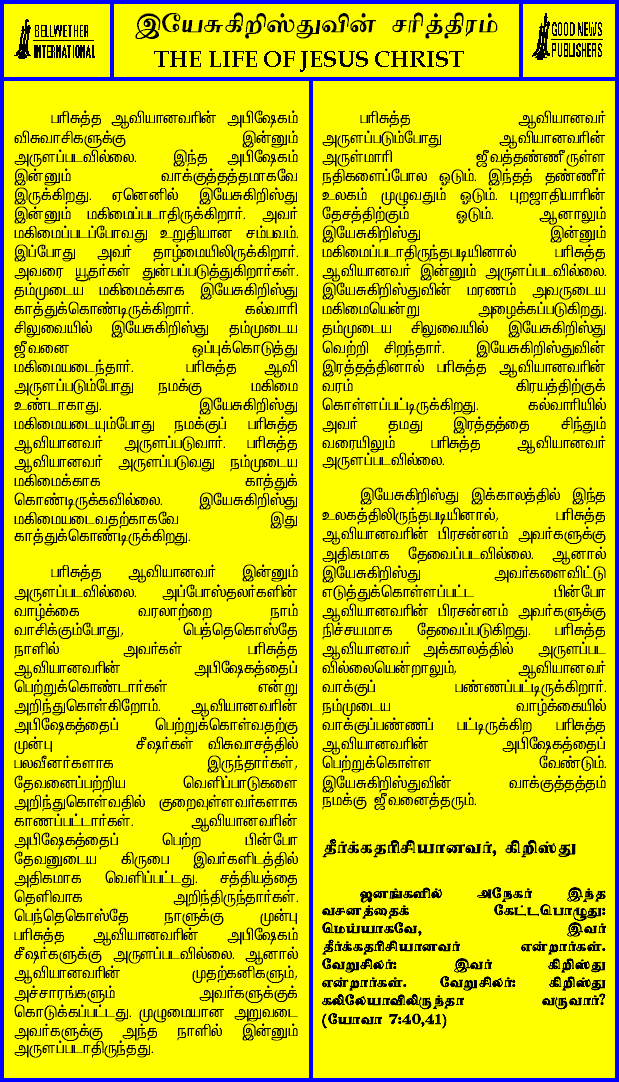 BELLWETHER
INTERNATIONAL
இயேசுகிறிஸ்துவின் சரித்திரம்
THE LIFE OF JESUS CHRIST
GOOD NEWS
PUBLISHERS
பரிசுத்த ஆவியானவரின் அபிஷேகம்
விசுவாசிகளுக்கு இன்னும்
அருளப்படவில்லை. இந்த அபிஷேகம்
இன்னும் வாக்குத்தத்தமாகவே
இருக்கிறது. ஏனெனில் இயேசுகிறிஸ்து
இன்னும் மகிமைப்படாதிருக்கிறார். அவர்
மகிமைப்படப்போவது உறுதியான சம்பவம்.
இப்போது அவர் தாழ்மையிலிருக்கிறார்.
அவரை யூதர்கள் துன்பப்படுத்துகிறார்கள்.
தம்முடைய மகிமைக்காக இயேசுகிறிஸ்து
காத்துக்கொண்டிருக்கிறார். கல்வாரி
சிலுவையில் இயேசுகிறிஸ்து தம்முடைய
ஜீவனை ஒப்புக்கொடுத்து
மகிமையடைந்தார். பரிசுத்த ஆவி
அருளப்படும்போது நமக்கு மகிமை
உண்டாகாது. இயேசுகிறிஸ்து
மகிமையடையும்போது நமக்குப் பரிசுத்த
ஆவியானவர் அருளப்படுவார். பரிசுத்த
ஆவியானவர் அருளப்படுவது நம்முடைய
மகிமைக்காக காத்துக்
கொண்டிருக்கவில்லை. இயேசுகிறிஸ்து
மகிமையடைவதற்காகவே இது
காத்துக்கொண்டிருக்கிறது.
பரிசுத்த ஆவியானவர் இன்னும்
அருளப்படவில்லை. அப்போஸ்தலர்களின்
வாழ்க்கை வரலாற்றை நாம்
வாசிக்கும்போது, பெத்தெகொஸ்தே
நாளில் அவர்கள் பரிசுத்த
ஆவியானவரின் அபிஷேகத்தைப்
பெற்றுக்கொண்டார்கள் என்று
அறிந்துகொள்கிறோம். ஆவியானவரின்
அபிஷேகத்தைப் பெற்றுக்கொள்வதற்கு
முன்பு சீஷர்கள் விசுவாசத்தில்
பலவீனர்களாக இருந்தார்கள்,
தேவனைப்பற்றிய வெளிப்பாடுகளை
அறிந்துகொள்வதில் குறைவுள்ளவர்களாக
காணப்பட்டார்கள். ஆவியானவரின்
அபிஷேகத்தைப் பெற்ற பின்போ
தேவனுடைய கிருபை இவர்களிடத்தில்
அதிகமாக வெளிப்பட்டது. சத்தியத்தை
தெளிவாக அறிந்திருந்தார்கள்.
பெந்தெகொஸ்தே நாளுக்கு முன்பு
பரிசுத்த ஆவியானவரின் அபிஷேகம்
சீஷர்களுக்கு அருளப்படவில்லை. ஆனால்
ஆவியானவரின் முதற்கனிகளும்,
அச்சாரங்களும் அவர்களுக்குக்
கொடுக்கப்பட்டது. முழுமையான அறுவடை
அவர்களுக்கு அந்த நாளில் இன்னும்
அருளப்படாதிருந்தது.
பரிசுத்த ஆவியானவர்
அருளப்படும்போது ஆவியானவரின்
அருள்மாரி ஜீவத்தண்ணீருள்ள
நதிகளைப்போல ஓடும். இந்தத் தண்ணீர்
உலகம் முழுவதும் ஓடும். புறஜாதியாரின்
தேசத்திற்கும் ஓடும். ஆனாலும்
இயேசுகிறிஸ்து இன்னும்
மகிமைப்படாதிருந்தபடியினால் பரிசுத்த
ஆவியானவர் இன்னும் அருளப்படவில்லை.
இயேசுகிறிஸ்துவின் மரணம் அவருடைய
மகிமையென்று அழைக்கப்படுகிறது.
தம்முடைய சிலுவையில் இயேசுகிறிஸ்து
வெற்றி சிறந்தார். இயேசுகிறிஸ்துவின்
இரத்தத்தினால் பரிசுத்த ஆவியானவரின்
வரம் கிரயத்திற்குக்
கொள்ளப்பட்டிருக்கிறது. கல்வாரியில்
அவர் தமது இரத்தத்தை சிந்தும்
வரையிலும் பரிசுத்த ஆவியானவர்
அருளப்படவில்லை.
இயேசுகிறிஸ்து இக்காலத்தில் இந்த
உலகத்திலிருந்தபடியினால், பரிசுத்த
ஆவியானவரின் பிரசன்னம் அவர்களுக்கு
அதிகமாக தேவைப்படவில்லை. ஆனால்
இயேசுகிறிஸ்து அவர்களைவிட்டு
எடுத்துக்கொள்ளப்பட்ட பின்போ
ஆவியானவரின் பிரசன்னம் அவர்களுக்கு
நிச்சயமாக தேவைப்படுகிறது. பரிசுத்த
ஆவியானவர் அக்காலத்தில் அருளப்பட
வில்லையென்றாலும், ஆவியானவர்
வாக்குப் பண்ணப்பட்டிருக்கிறார்.
நம்முடைய வாழ்க்கையில்
வாக்குப்பண்ணப் பட்டிருக்கிற பரிசுத்த
ஆவியானவரின் அபிஷேகத்தைப்
பெற்றுக்கொள்ள வேண்டும்.
இயேசுகிறிஸ்துவின் வாக்குத்தத்தம்
நமக்கு ஜீவனைத்தரும்.
தீர்க்கதரிசியானவர், கிறிஸ்து
ஜனங்களில் அநேகர் இந்த
வசனத்தைக் கேட்டபொழுது:
மெய்யாகவே, இவர்
தீர்க்கதரிசியானவர் என்றார்கள்.
வேறுசிலர்: இவர் கிறிஸ்து
என்றார்கள். வேறுசிலர்: கிறிஸ்து
கலிலேயாவிலிருந்தா வருவார்?
(யோவா 7:40,41)